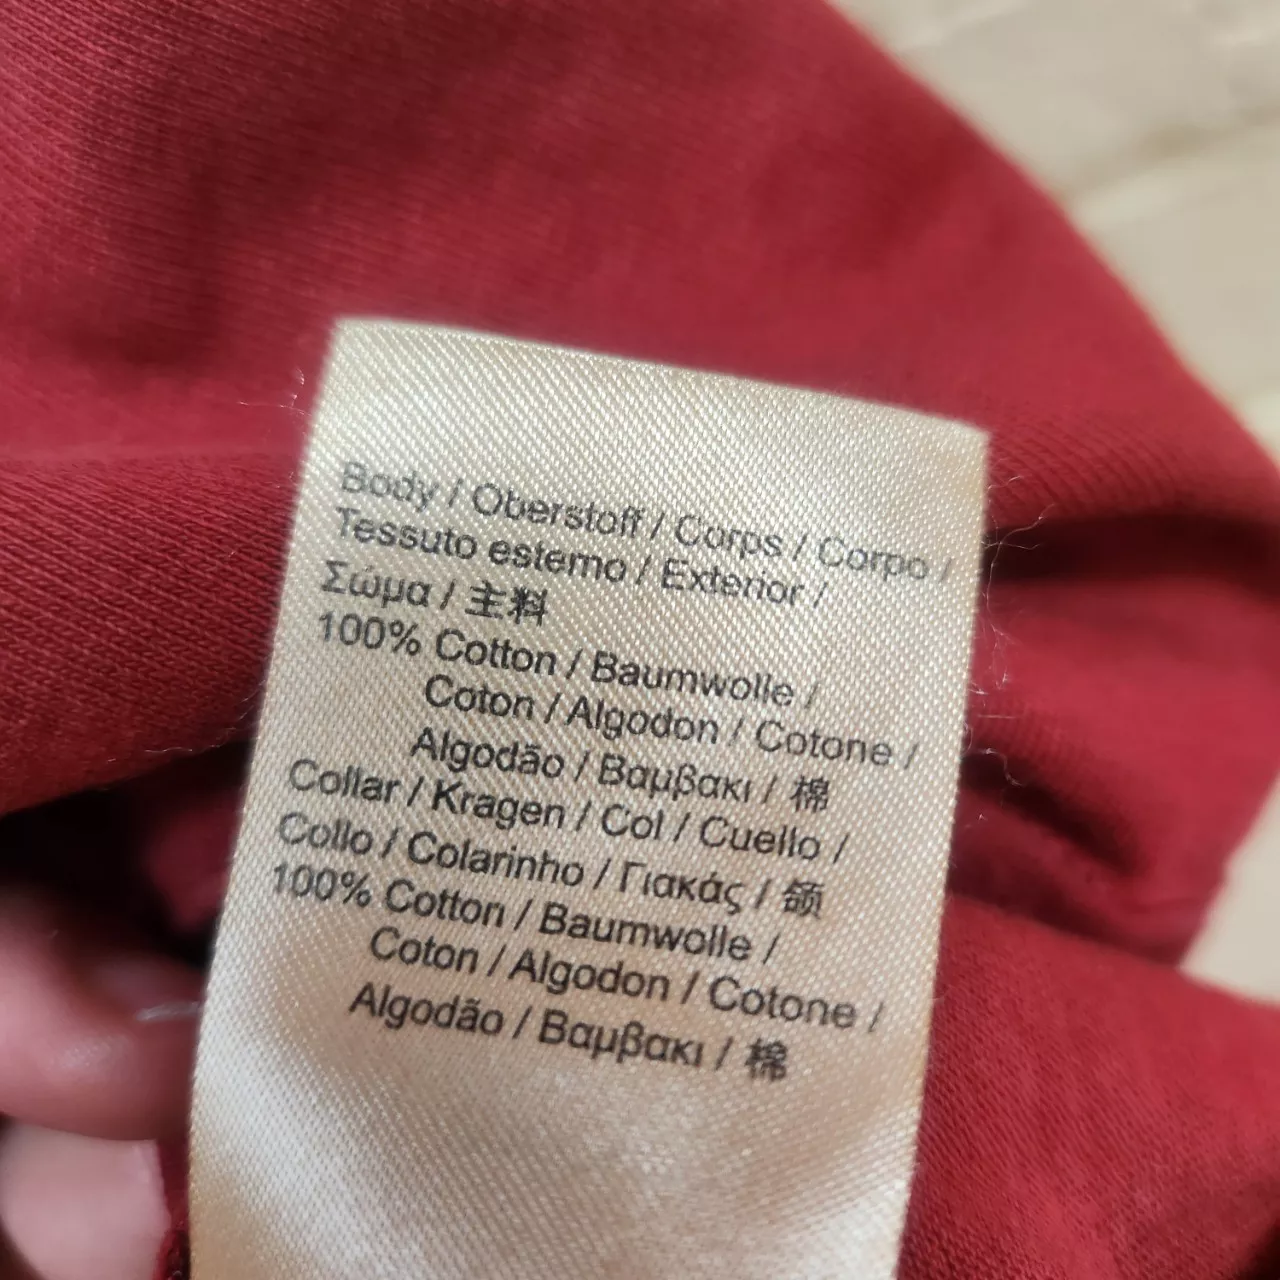 Body / Oberstoff / Corps / Corpo /
Tessuto esterno / Exterior /
Σώμα / 主料
100% Cotton / Baumwolle /
Coton / Algodon / Cotone /
Algodão / Βαμβακι / 棉
Collar / Kragen / Col / Cuello /
Collo / Colarinho / Γιακάς / 领
100% Cotton / Baumwolle /
Coton / Algodon / Cotone /
Algodão / Βαμβακι / 棉